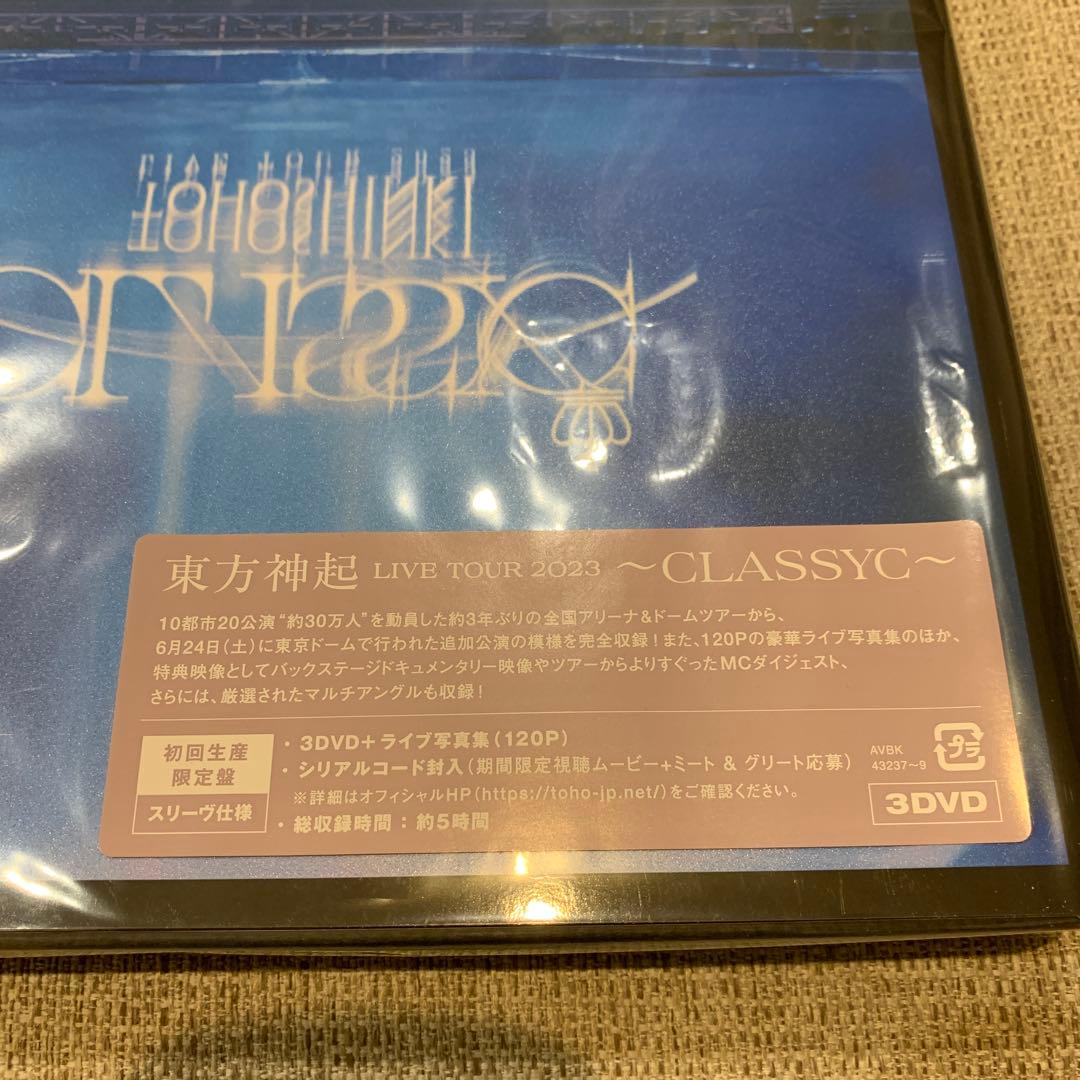 TOHOSHINKI
東方神起 LIVE TOUR 2023 ～CLASSYC～
10都市20公演“約30万人”を動員した約3年ぶりの全国アリーナ&ドームツアーから、
6月24日(土)に東京ドームで行われた追加公演の模様を完全収録！また、120Pの豪華ライブ写真集のほか、
特典映像としてバックステージドキュメンタリー映像やツアーからよりすぐったMCダイジェスト、
さらには、厳選されたマルチアングルも収録！
初回生産
限定盤
スリーヴ仕様
・3DVD＋ライブ写真集(120P)
・シリアルコード封入(期間限定視聴ムービー+ミート & グリート応募)
※詳細はオフィシャルHP(https://toho-jp.net/)をご確認ください。
・総収録時間：約5時間
AVBK
43237～9
プラ
3DVD